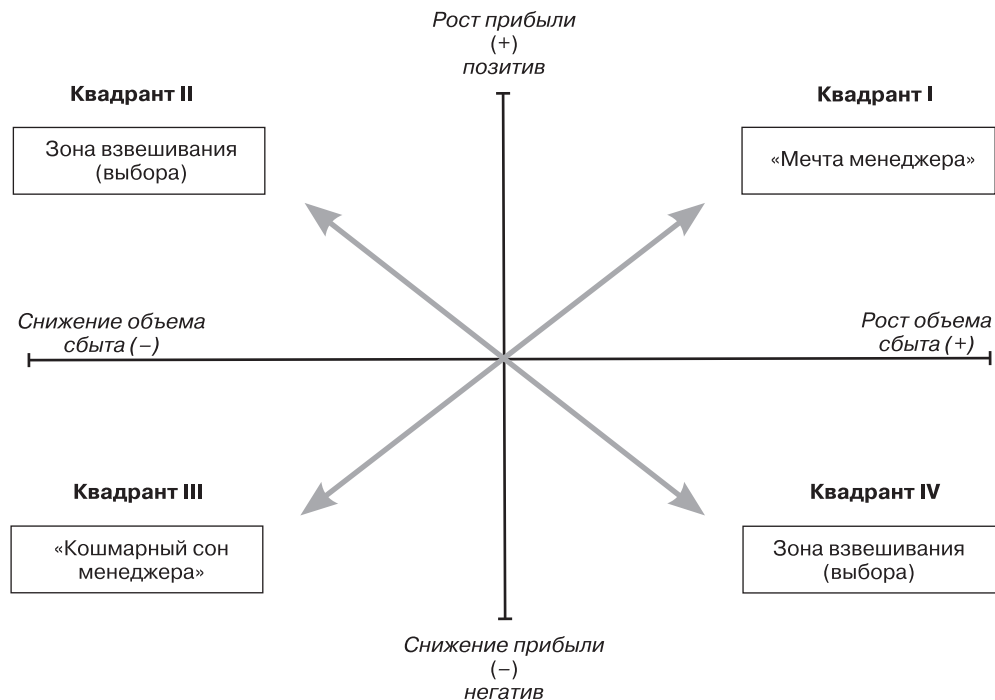 Рост прибыли
(+)
позитив
Квадрант II
Зона взвешивания
(выбора)
Квадрант I
«Мечта менеджера»
Снижение объема
сбыта (–)
Рост объема
сбыта (+)
Квадрант III
«Кошмарный сон
менеджера»
Квадрант IV
Зона взвешивания
(выбора)
Снижение прибыли
(–)
негатив